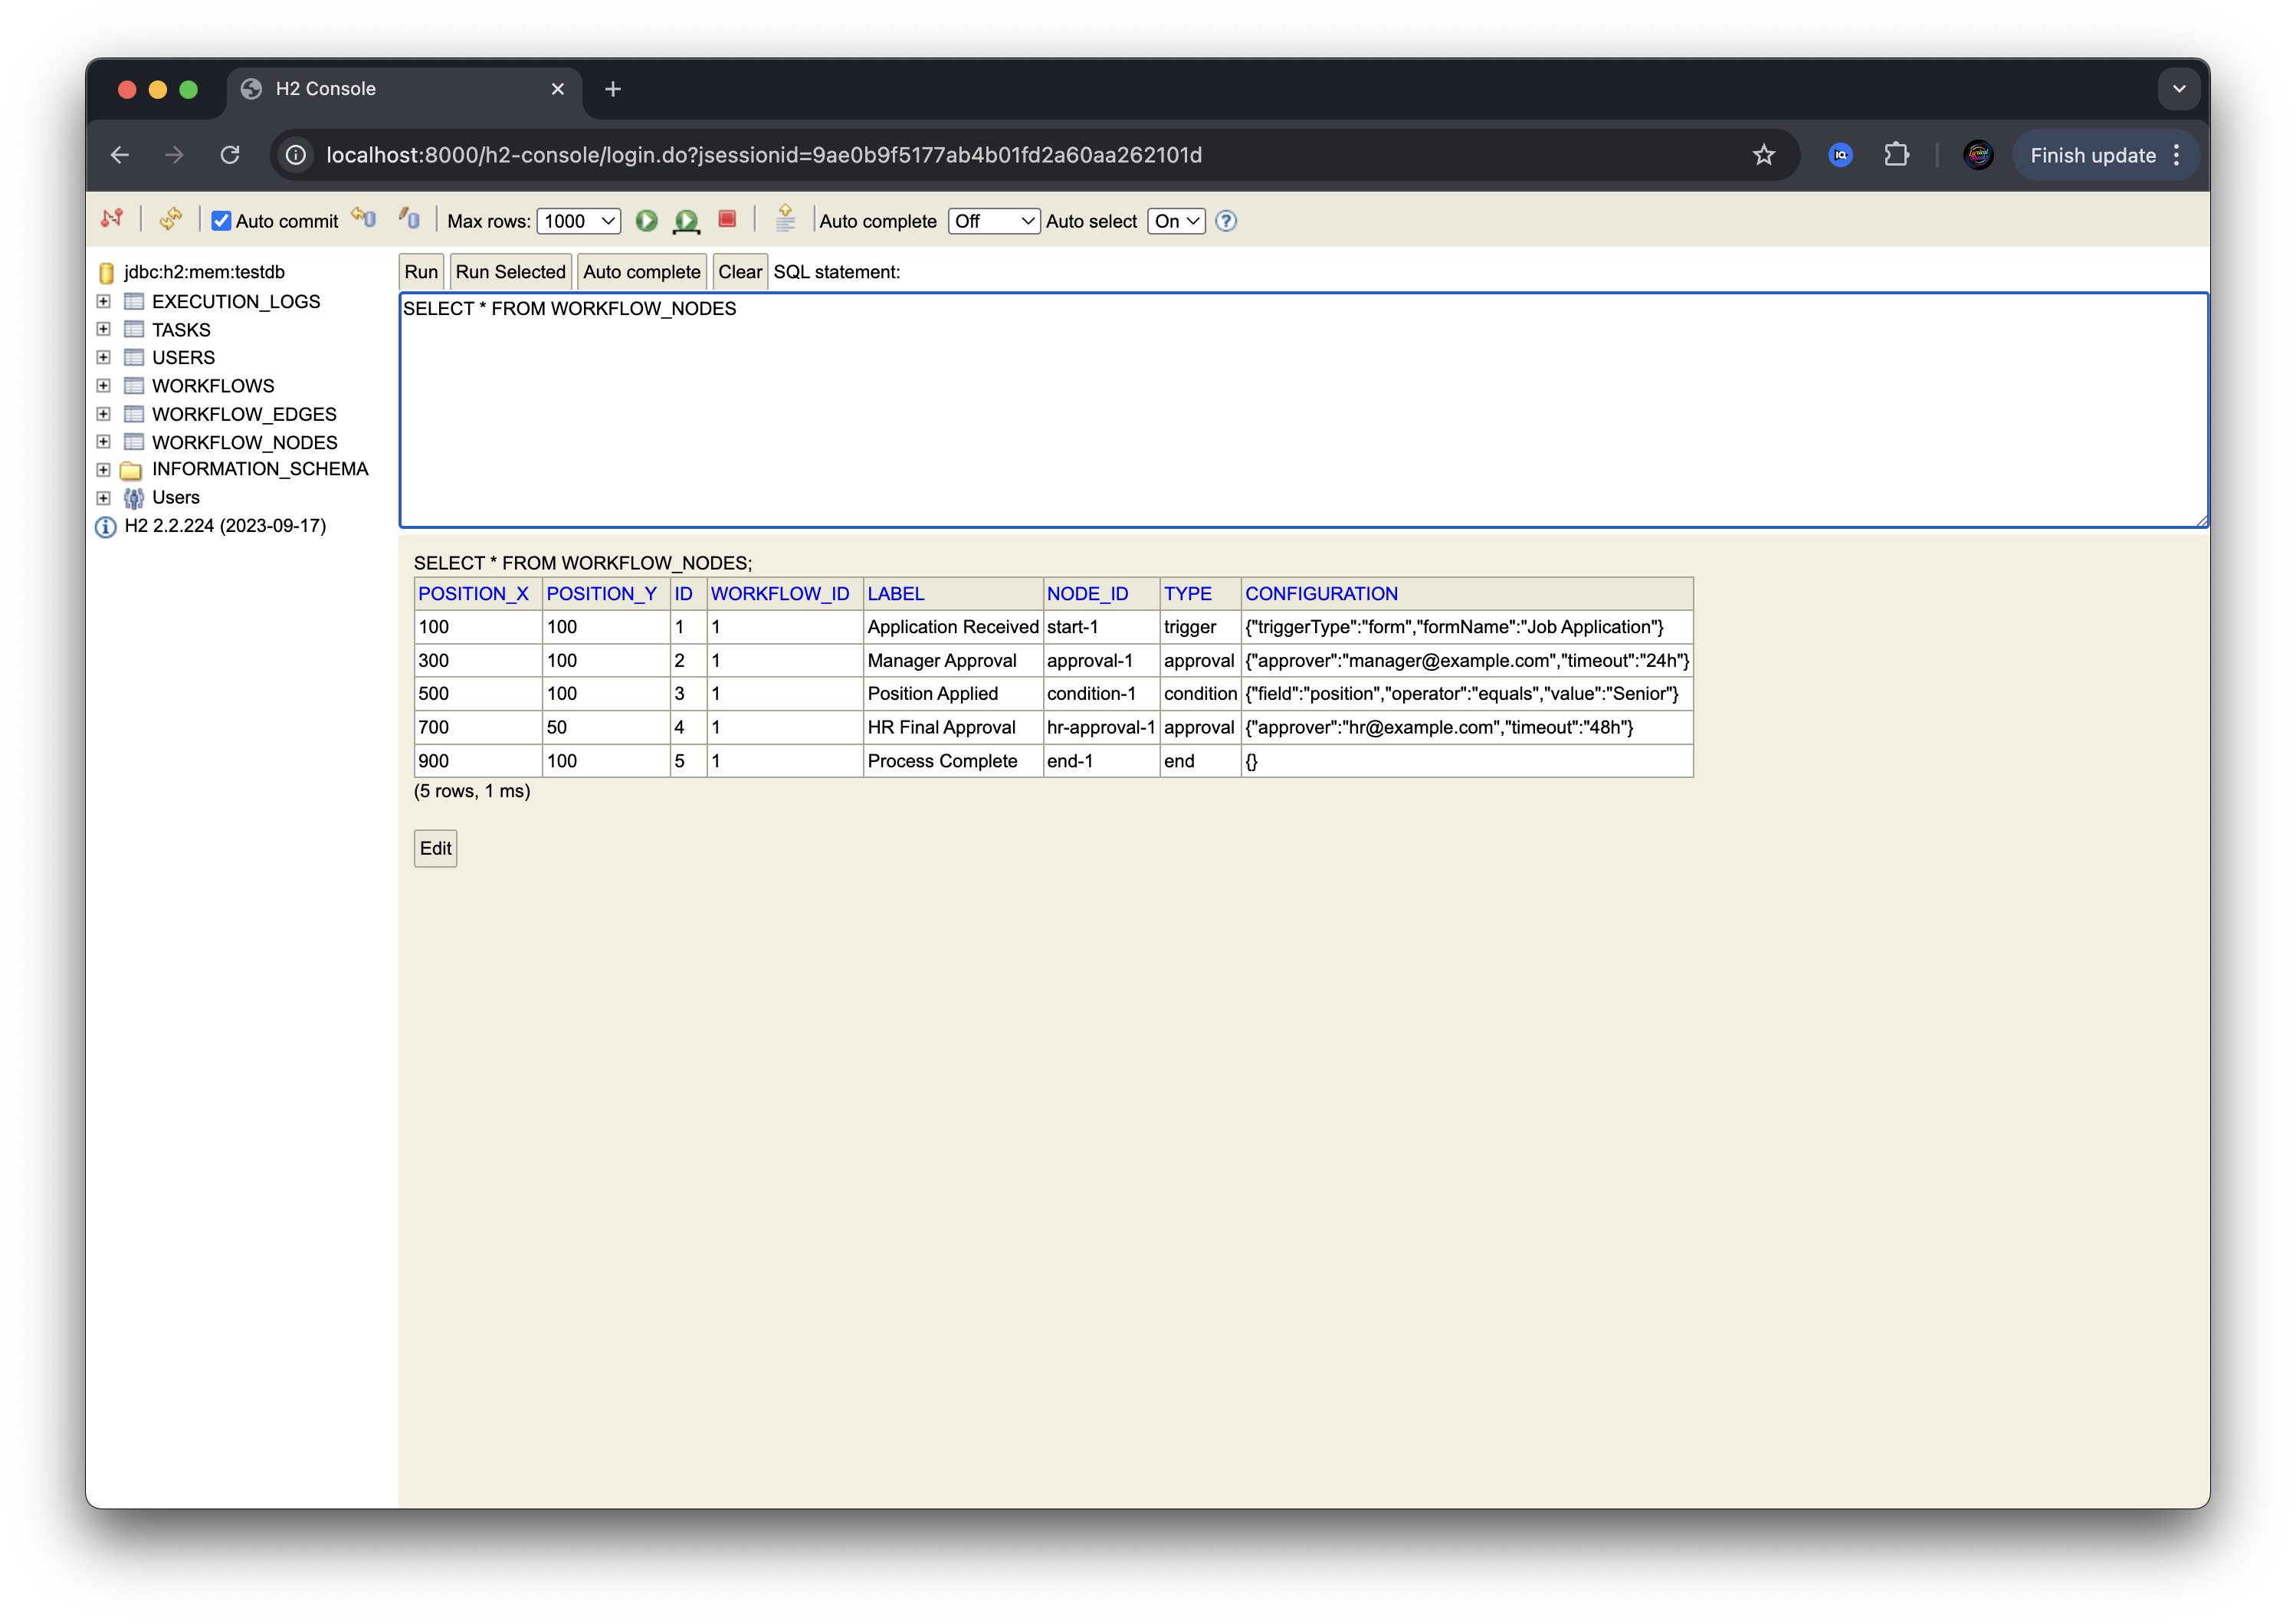 H2 Console
localhost:8000/h2-console/login.do?jsessionid=9ae0b9f5177ab4b01fd2a60aa262101d
Finish update
Auto commit Max rows: 1000 Auto complete Off Auto select On
jdbc:h2:mem:testdb
EXECUTION_LOGS
TASKS
USERS
WORKFLOWS
WORKFLOW_EDGES
WORKFLOW_NODES
INFORMATION_SCHEMA
Users
H2 2.2.224 (2023-09-17)
Run Run Selected Auto complete Clear SQL statement:
SELECT * FROM WORKFLOW_NODES
SELECT * FROM WORKFLOW_NODES;
POSITION_X POSITION_Y ID WORKFLOW_ID LABEL NODE_ID TYPE CONFIGURATION
100 100 1 1 Application Received start-1 trigger {"triggerType":"form","formName":"Job Application"}
300 100 2 1 Manager Approval approval-1 approval {"approver":"manager@example.com","timeout":"24h"}
500 100 3 1 Position Applied condition-1 condition {"field":"position","operator":"equals","value":"Senior"}
700 50 4 1 HR Final Approval hr-approval-1 approval {"approver":"hr@example.com","timeout":"48h"}
900 100 5 1 Process Complete end-1 end {}
(5 rows, 1 ms)
Edit